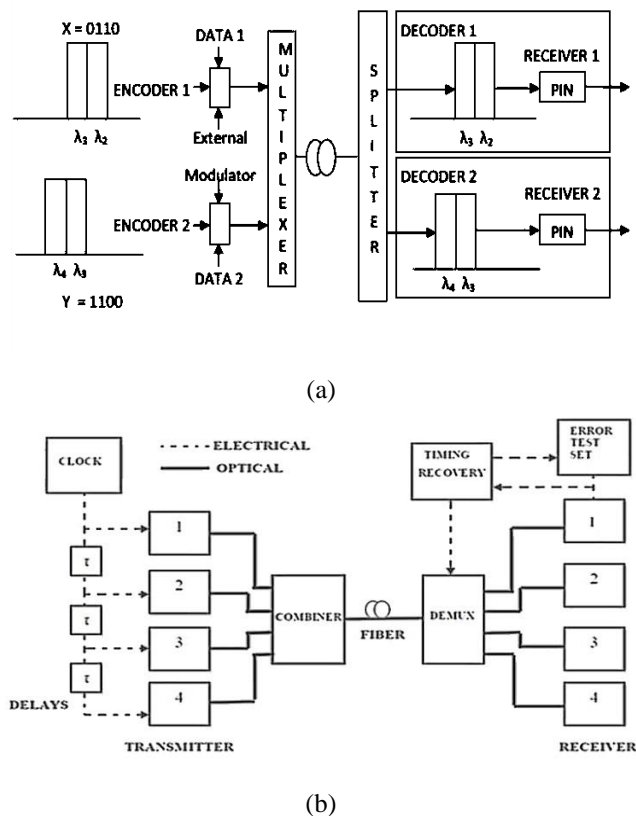 X = 0110
λ₃ λ₂
ENCODER 1
DATA 1
External
Modulator
λ₄ λ₃
Y = 1100
ENCODER 2
DATA 2
MULTIPLEXER
SPLITTER
DECODER 1
λ₃ λ₂
RECEIVER 1
PIN
DECODER 2
λ₄ λ₃
RECEIVER 2
PIN
(a)
CLOCK
ELECTRICAL
OPTICAL
τ
τ
τ
DELAYS
1
2
3
4
TRANSMITTER
COMBINER
FIBER
DEMUX
TIMING
RECOVERY
ERROR
TEST
SET
1
2
3
4
RECEIVER
(b)